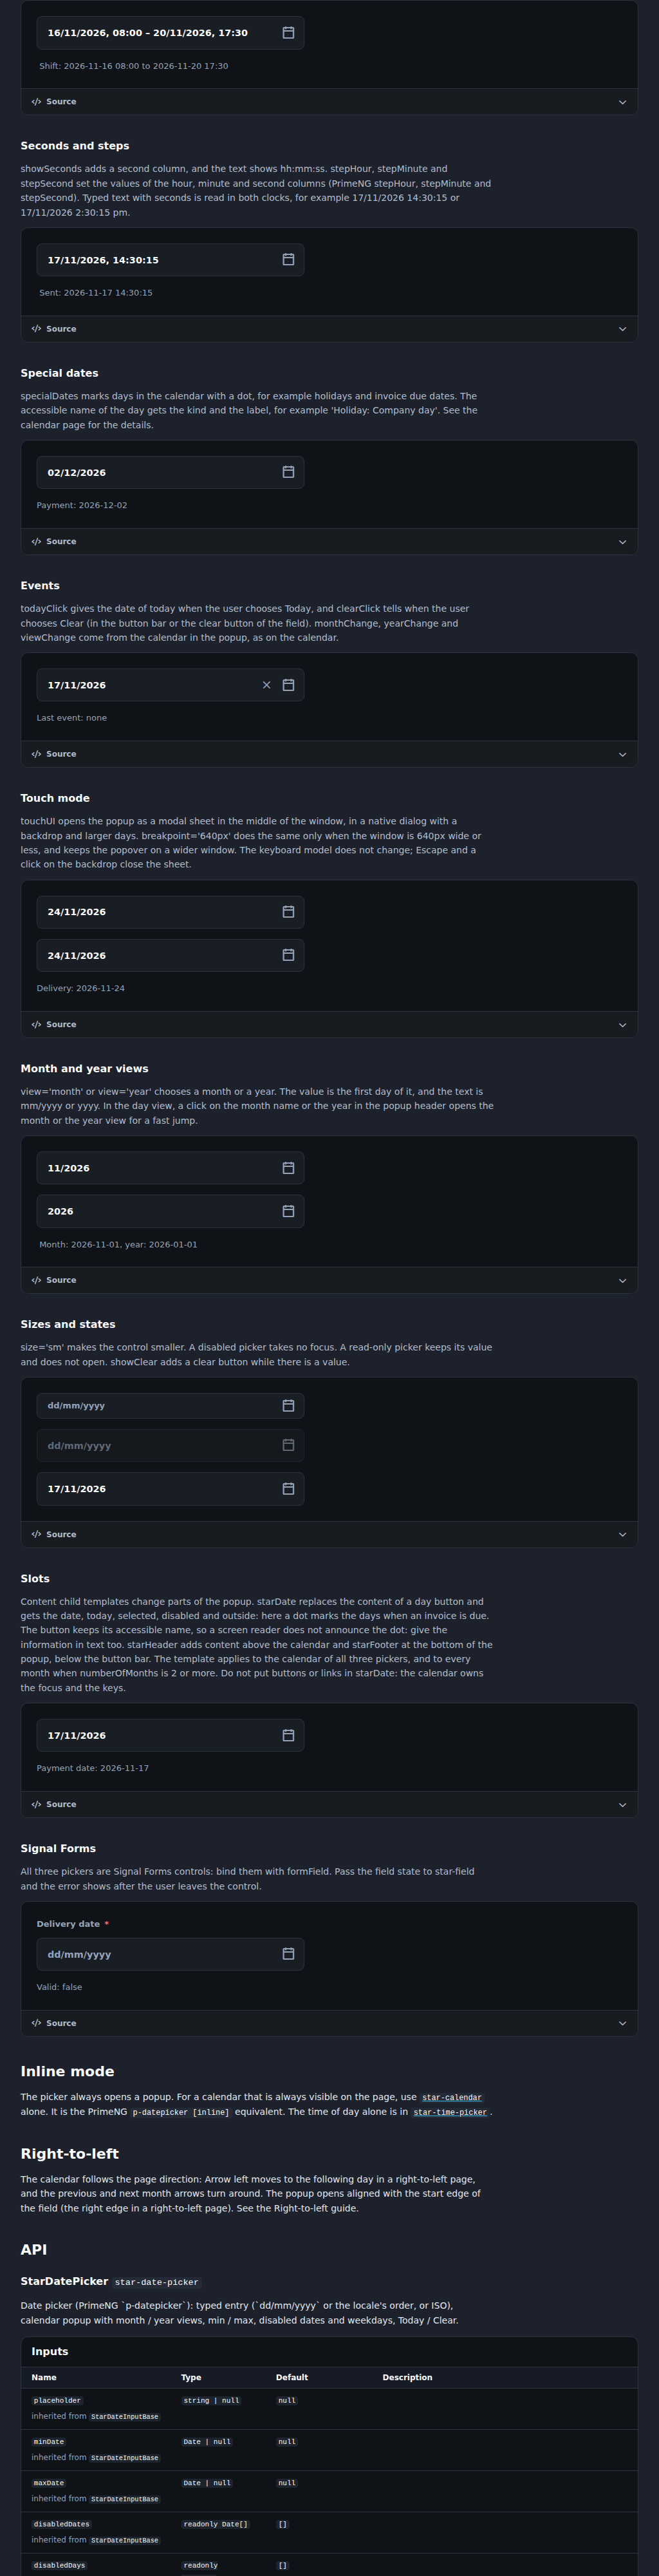 16/11/2026, 08:00 – 20/11/2026, 17:30
Shift: 2026-11-16 08:00 to 2026-11-20 17:30
Source
Seconds and steps
showSeconds adds a second column, and the text shows hh:mm:ss. stepHour, stepMinute and
stepSecond set the values of the hour, minute and second columns (PrimeNG stepHour, stepMinute and
stepSecond). Typed text with seconds is read in both clocks, for example 17/11/2026 14:30:15 or
17/11/2026 2:30:15 pm.
17/11/2026, 14:30:15
Sent: 2026-11-17 14:30:15
Source
Special dates
specialDates marks days in the calendar with a dot, for example holidays and invoice due dates. The
accessible name of the day gets the kind and the label, for example 'Holiday: Company day'. See the
calendar page for the details.
02/12/2026
Payment: 2026-12-02
Source
Events
todayClick gives the date of today when the user chooses Today, and clearClick tells when the user
chooses Clear (in the button bar or the clear button of the field). monthChange, yearChange and
viewChange come from the calendar in the popup, as on the calendar.
17/11/2026
Last event: none
Source
Touch mode
touchUI opens the popup as a modal sheet in the middle of the window, in a native dialog with a
backdrop and larger days. breakpoint='640px' does the same only when the window is 640px wide or
less, and keeps the popover on a wider window. The keyboard model does not change; Escape and a
click on the backdrop close the sheet.
24/11/2026
24/11/2026
Delivery: 2026-11-24
Source
Month and year views
view='month' or view='year' chooses a month or a year. The value is the first day of it, and the text is
mm/yyyy or yyyy. In the day view, a click on the month name or the year in the popup header opens the
month or the year view for a fast jump.
11/2026
2026
Month: 2026-11-01, year: 2026-01-01
Source
Sizes and states
size='sm' makes the control smaller. A disabled picker takes no focus. A read-only picker keeps its value
and does not open. showClear adds a clear button while there is a value.
dd/mm/yyyy
dd/mm/yyyy
17/11/2026
Source
Slots
Content child templates change parts of the popup. starDate replaces the content of a day button and
gets the date, today, selected, disabled and outside: here a dot marks the days when an invoice is due.
The button keeps its accessible name, so a screen reader does not announce the dot: give the
information in text too. starHeader adds content above the calendar and starFooter at the bottom of the
popup, below the button bar. The template applies to the calendar of all three pickers, and to every
month when numberOfMonths is 2 or more. Do not put buttons or links in starDate: the calendar owns
the focus and the keys.
17/11/2026
Payment date: 2026-11-17
Source
Signal Forms
All three pickers are Signal Forms controls: bind them with formField. Pass the field state to star-field
and the error shows after the user leaves the control.
Delivery date *
dd/mm/yyyy
Valid: false
Source
Inline mode
The picker always opens a popup. For a calendar that is always visible on the page, use star-calendar
alone. It is the PrimeNG p-datepicker [inline] equivalent. The time of day alone is in star-time-picker.
Right-to-left
The calendar follows the page direction: Arrow left moves to the following day in a right-to-left page,
and the previous and next month arrows turn around. The popup opens aligned with the start edge of
the field (the right edge in a right-to-left page). See the Right-to-left guide.
API
StarDatePicker star-date-picker
Date picker (PrimeNG `p-datepicker`): typed entry (`dd/mm/yyyy` or the locale's order, or ISO),
calendar popup with month / year views, min / max, disabled dates and weekdays, Today / Clear.
Inputs
Name Type Default Description
placeholder string | null null
inherited from StarDateInputBase
minDate Date | null null
inherited from StarDateInputBase
maxDate Date | null null
inherited from StarDateInputBase
disabledDates readonly Date[] []
inherited from StarDateInputBase
disabledDays readonly []